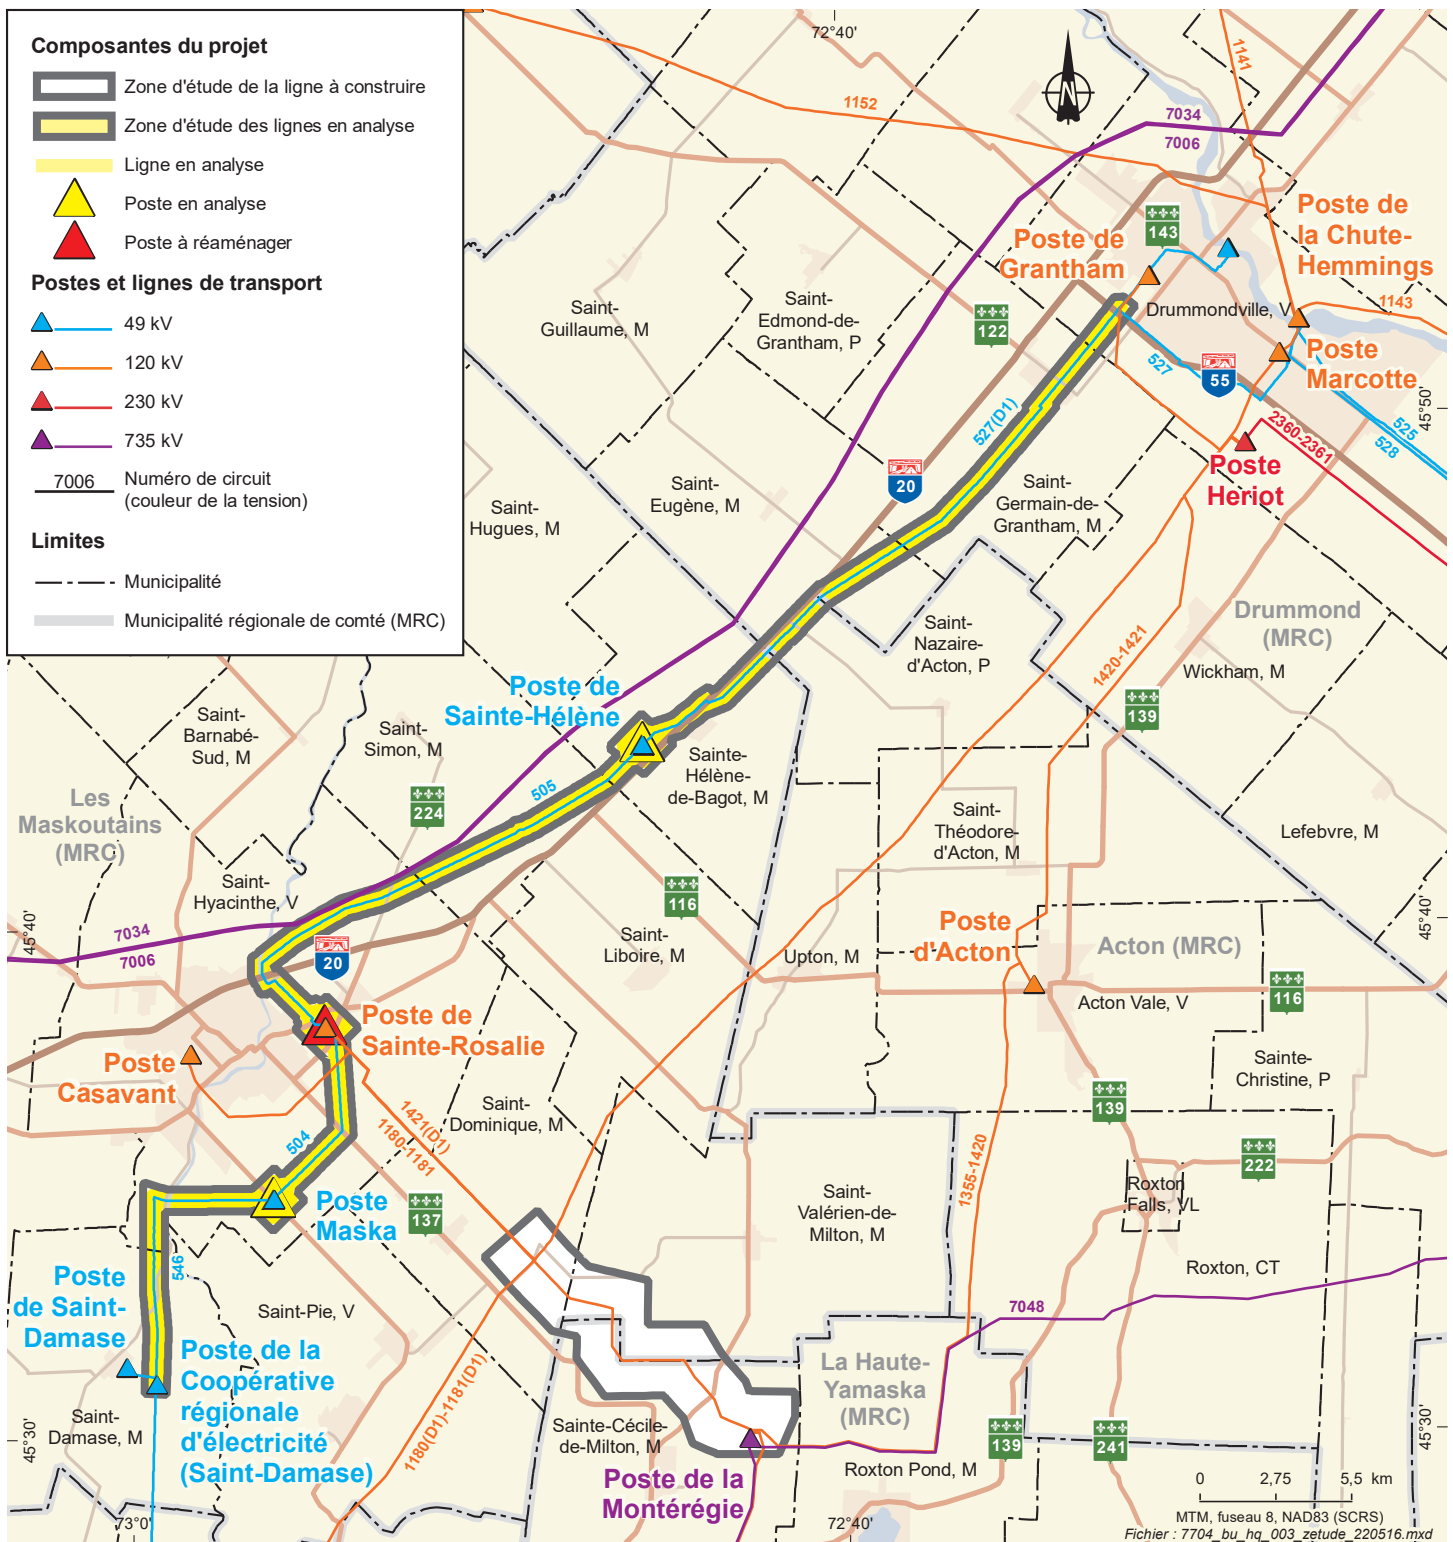 Composantes du projet
Zone d'étude de la ligne à construire
Zone d'étude des lignes en analyse
Ligne en analyse
Poste en analyse
Poste à réaménager
Postes et lignes de transport
49 kV
120 kV
230 kV
735 kV
7006
Numéro de circuit
(couleur de la tension)
Limites
Municipalité
Municipalité régionale de comté (MRC)
72°40'
N
1141
1152
7034
7006
143
Poste de
la Chute-
Hemmings
Poste de
Grantham
1143
Drummondville, V
Saint-
Guillaume, M
Saint-
Edmond-de-
Grantham, P
122
527
55
Poste
Marcotte
45°50'
525
528
527(D1)
2360-2361
Poste
Heriot
20
Saint-
Eugène, M
Saint-
Hugues, M
Saint-
Germain-de-
Grantham, M
Drummond
(MRC)
Saint-
Nazaire-
d'Acton, P
1420-1421
Wickham, M
139
Poste de
Sainte-Hélène
Saint-
Barnabé-
Sud, M
Saint-
Simon, M
Sainte-
Hélène-
de-Bagot, M
Les
Maskoutains
(MRC)
224
505
Saint-
Théodore-
d'Acton, M
Lefebvre, M
Saint-
Hyacinthe, V
116
45°40'
7034
7006
20
Saint-
Liboire, M
Upton, M
Poste
d'Acton
Acton (MRC)
45°40'
Acton Vale, V
116
Poste de
Sainte-Rosalie
Poste
Casavant
Sainte-
Christine, P
139
Saint-
Dominique, M
1421(D1)
1180-1181
504
1355-1420
222
Poste
Maska
137
Saint-
Valérien-de-
Milton, M
Roxton
Falls, VL
546
Poste
de Saint-
Damase
Saint-Pie, V
Roxton, CT
7048
Poste de la
Coopérative
régionale
d'électricité
(Saint-Damase)
1180(D1)-1181(D1)
La Haute-
Yamaska
(MRC)
Saint-
Damase, M
45°30'
Sainte-Cécile-
de-Milton, M
139
241
45°30'
Roxton Pond, M
Poste de la
Montérégie
0 2,75 5,5 km
73°0'
72°40'
MTM, fuseau 8, NAD83 (SCRS)
Fichier : 7704_bu_hq_003_zetude_220516.mxd